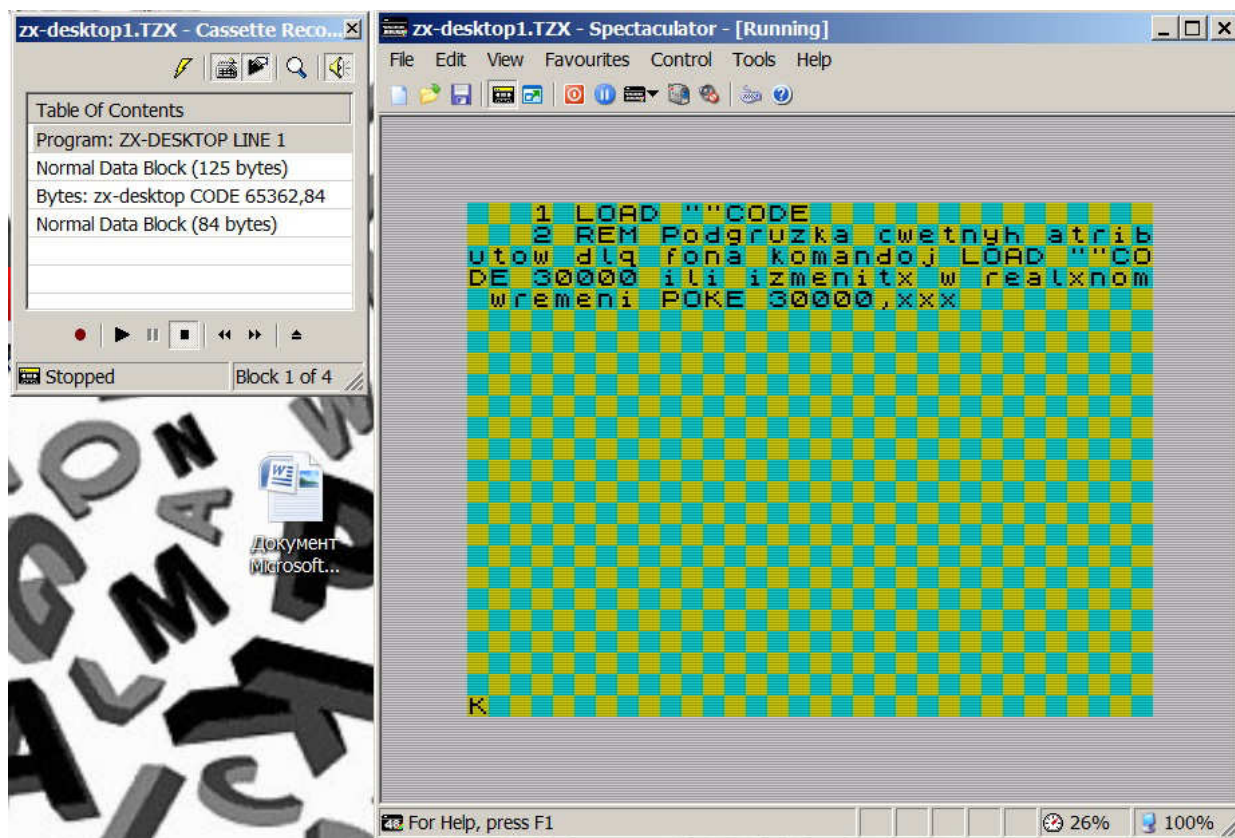 zx-desktop1.TZX - Cassette Reco...
Table Of Contents
Program: ZX-DESKTOP LINE 1
Normal Data Block (125 bytes)
Bytes: zx-desktop CODE 65362,84
Normal Data Block (84 bytes)
Stopped
Block 1 of 4
Документ
Microsoft...
zx-desktop1.TZX - Spectaculator - [Running]
File Edit View Favourites Control Tools Help
1 LOAD ""CODE
2 REM Podgruzka cwetnyh atrib
utow dlq fona komandoj LOAD ""CO
DE 30000 ili izmenitx w realxnom
wremeni POKE 30000,xxx
K
48 For Help, press F1
26%
100%